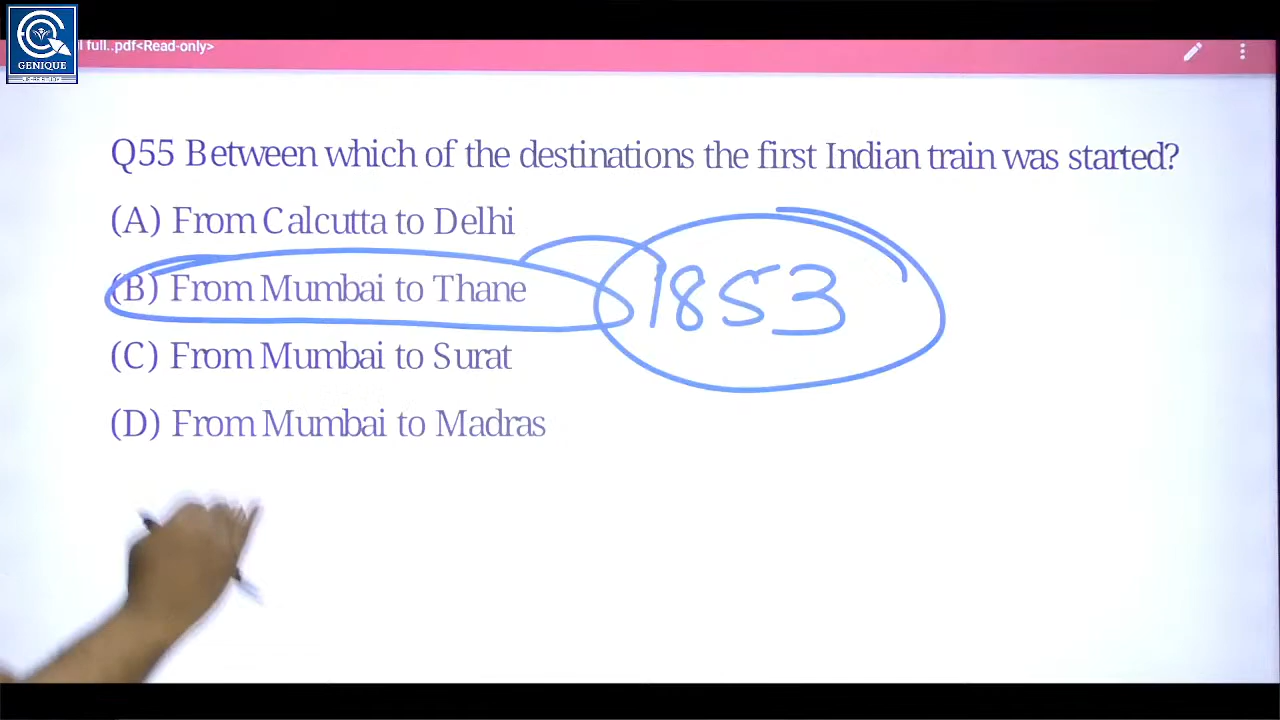 GENIQUE
l full..pdf<Read-only>
Q55 Between which of the destinations the first Indian train was started?
(A) From Calcutta to Delhi
(B) From Mumbai to Thane
1853
(C) From Mumbai to Surat
(D) From Mumbai to Madras